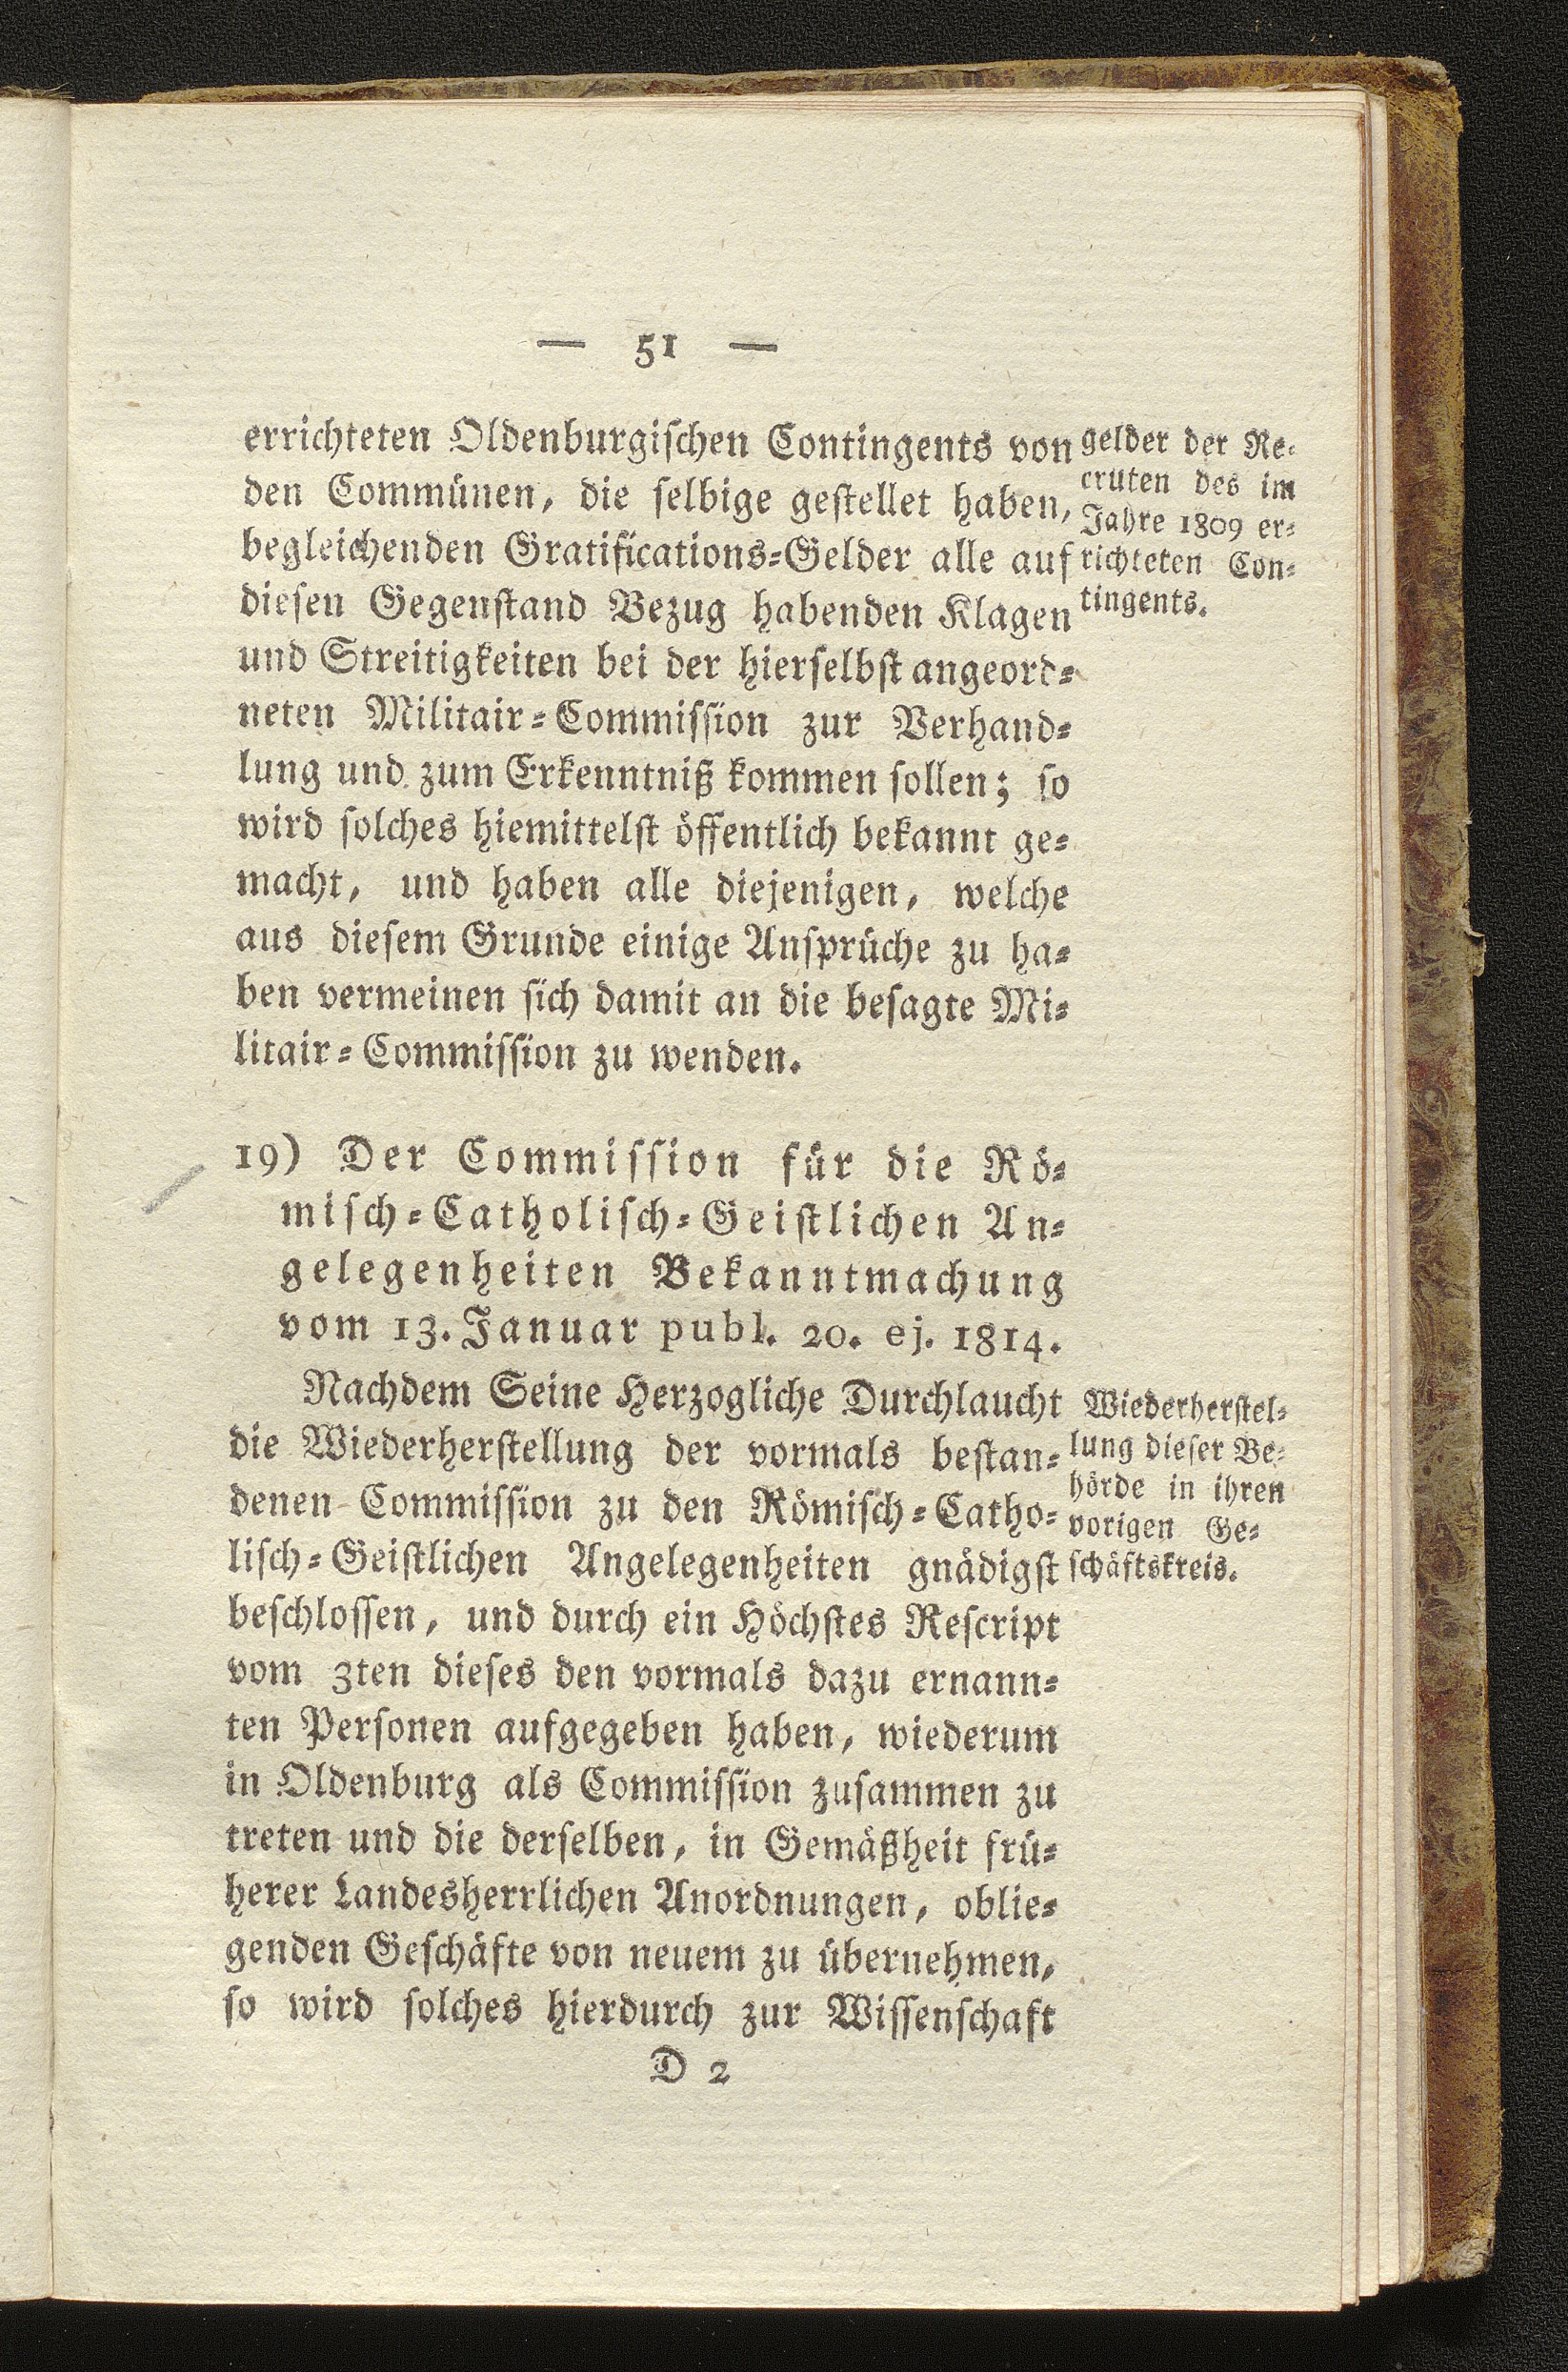 — 51 —
errichteten Oldenburgischen Contingents von
den Commünen, die selbige gestellet haben,
begleichenden Gratifications-Gelder alle auf
diesen Gegenstand Bezug habenden Klagen
und Streitigkeiten bei der hierselbst angeord-
neten Militair-Commission zur Verhand-
lung und zum Erkenntniß kommen sollen; so
wird solches hiemittelst öffentlich bekannt ge-
macht, und haben alle diejenigen, welche
aus diesem Grunde einige Ansprüche zu ha-
ben vermeinen sich damit an die besagte Mi-
litair-Commission zu wenden.
gelder der Re-
cruten des im
Jahre 1809 er-
richteten Con-
tingents.
19) Der Commission für die Rö-
misch-Catholisch-Geistlichen An-
gelegenheiten Bekanntmachung
vom 13. Januar publ. 20. ej. 1814.
Nachdem Seine Herzogliche Durchlaucht
die Wiederherstellung der vormals bestan-
denen Commission zu den Römisch-Catho-
lisch-Geistlichen Angelegenheiten gnädigst
beschlossen, und durch ein Höchstes Rescript
vom 3ten dieses den vormals dazu ernann-
ten Personen aufgegeben haben, wiederum
in Oldenburg als Commission zusammen zu
treten und die derselben, in Gemäßheit frü-
herer Landesherrlichen Anordnungen, oblie-
genden Geschäfte von neuem zu übernehmen,
so wird solches hierdurch zur Wissenschaft
Wiederherstel-
lung dieser Be-
hörde in ihren
vorigen Ge-
schäftskreis.
D 2